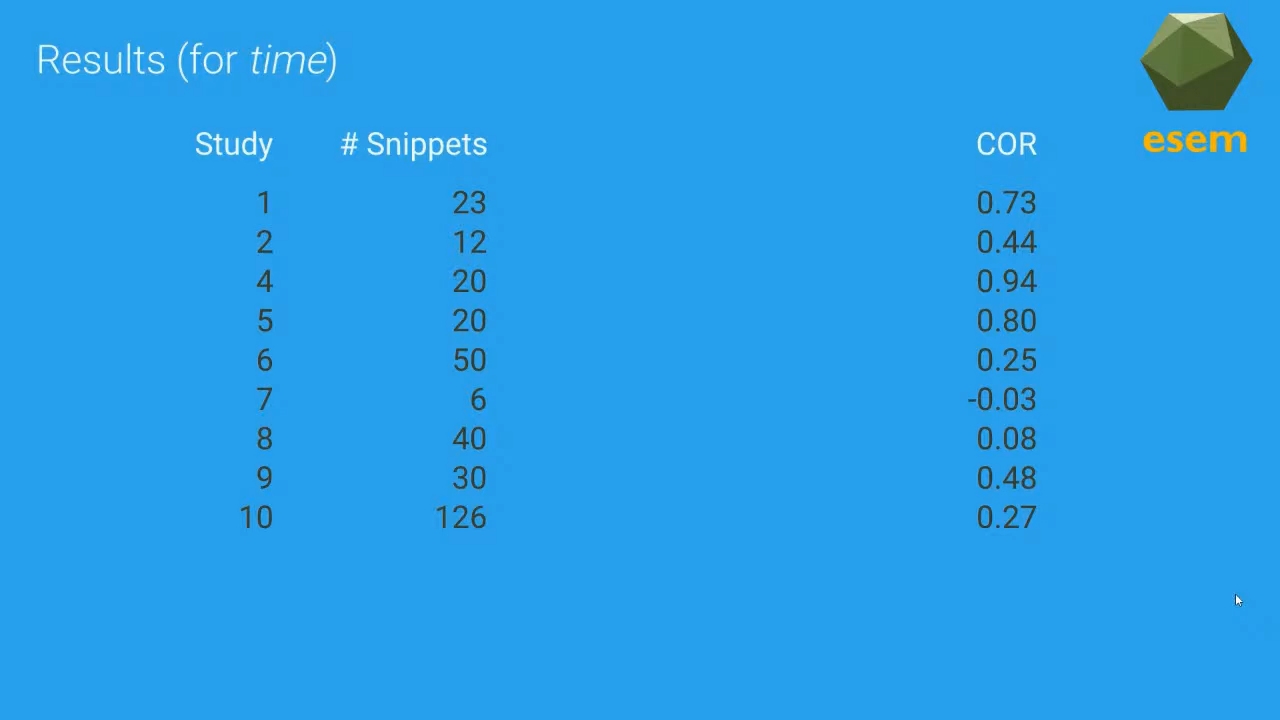 Results (for time)
esem
Study # Snippets COR
1 23 0.73
2 12 0.44
4 20 0.94
5 20 0.80
6 50 0.25
7 6 -0.03
8 40 0.08
9 30 0.48
10 126 0.27